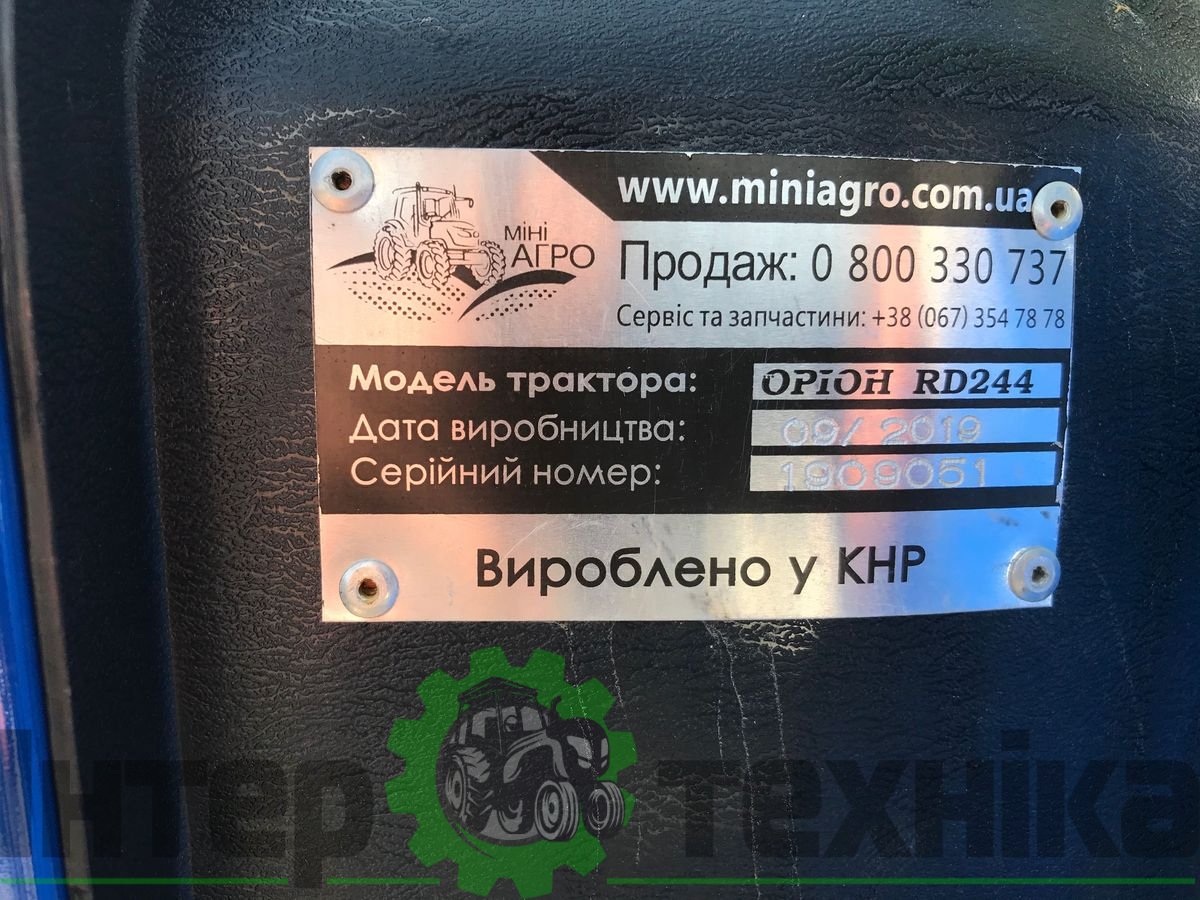 www.miniagro.com.ua
міні
АГРО
Продаж: 0 800 330 737
Сервіс та запчастини: +38 (067) 354 78 78
Модель трактора: ОРІОН RD244
Дата виробництва: 09/ 2019
Серійний номер: 1909051
Вироблено у КНР
Інтер техніка